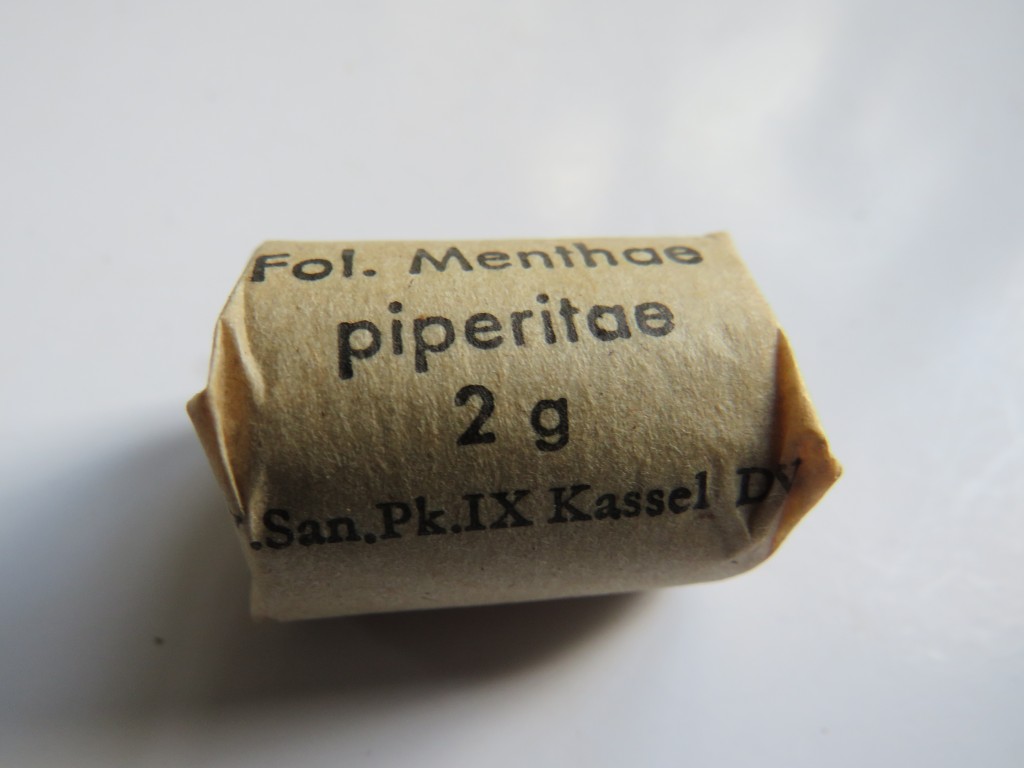 Fol. Menthae
piperitae
2 g
.San.Pk.IX Kassel DV